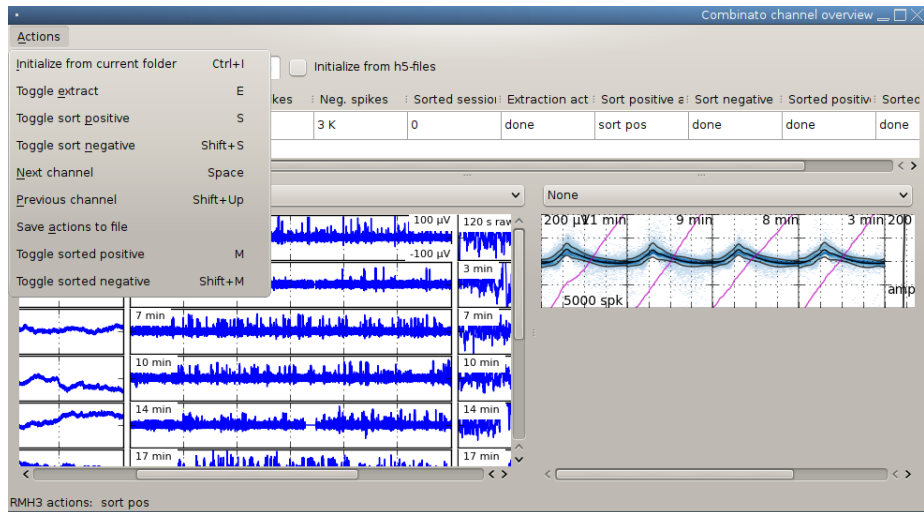 Combinato channel overview
Actions
Initialize from current folder Ctrl+I
Toggle extract E
Toggle sort positive S
Toggle sort negative Shift+S
Next channel Space
Previous channel Shift+Up
Save actions to file
Toggle sorted positive M
Toggle sorted negative Shift+M
Initialize from h5-files
kes Neg. spikes Sorted session Extraction act Sort positive a Sort negative Sorted positive Sorted
3 K 0 done sort pos done done done
None
100 µV 120 s raw
-100 µV
3 min
7 min 7 min
10 min 10 min
14 min 14 min
17 min 17 min
200 µV 11 min 9 min 8 min 3 min 200
amp
5000 spk
RMH3 actions: sort pos